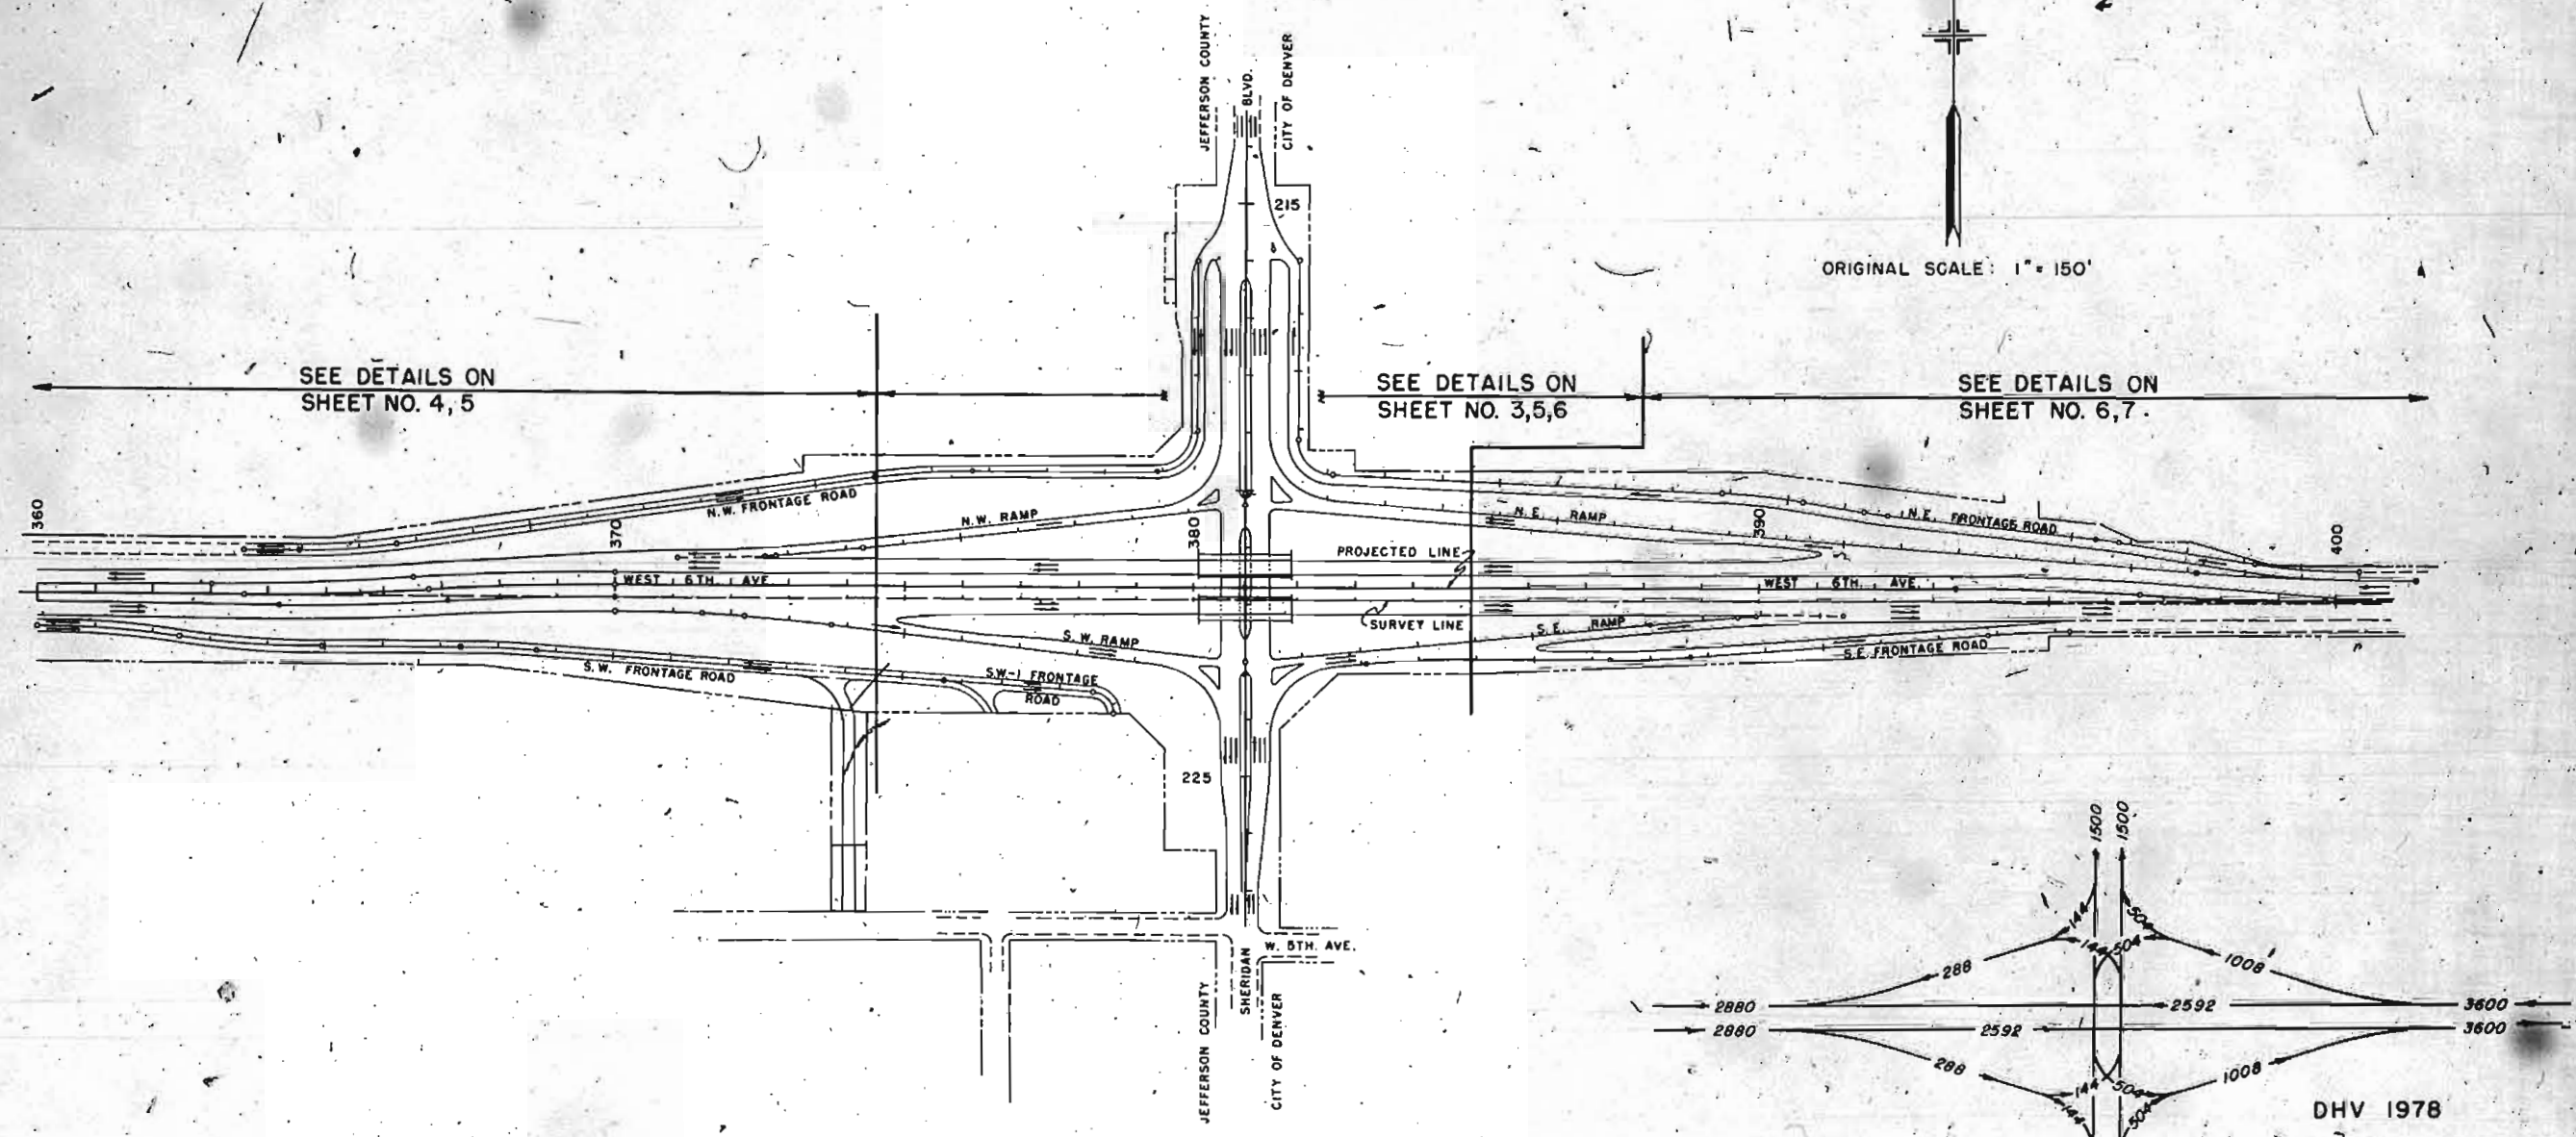 JEFFERSON COUNTY
BLVD.
CITY OF DENVER
215
ORIGINAL SCALE: 1" = 150'
SEE DETAILS ON
SHEET NO. 4, 5
SEE DETAILS ON
SHEET NO. 3,5,6
SEE DETAILS ON
SHEET NO. 6,7.
360
N.W. FRONTAGE ROAD
370
N.W. RAMP
380
N.E. RAMP
390
N.E. FRONTAGE ROAD
400
PROJECTED LINE
WEST 6TH. AVE.
WEST 6TH. AVE.
SURVEY LINE
S.W. RAMP
S.E. RAMP
S.W. FRONTAGE ROAD
S.W-1 FRONTAGE
ROAD
S.E. FRONTAGE ROAD
225
W. 5TH. AVE.
JEFFERSON COUNTY
SHERIDAN
CITY OF DENVER
1500
1500
144
504
144
504
288
1008
2880
2592
3600
2880
2592
3600
288
1008
144
504
144
504
DHV 1978